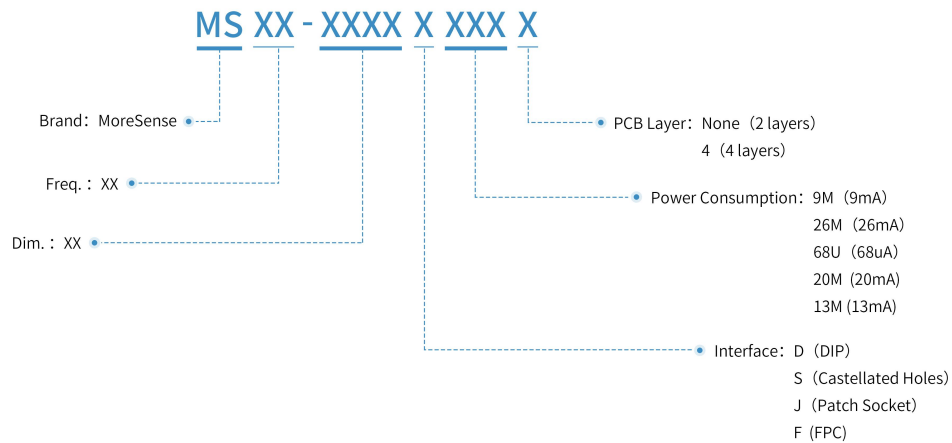 MS XX-XXXX X XXX X
Brand：MoreSense
Freq.：XX
Dim.：XX
PCB Layer：None（2 layers）
4（4 layers）
Power Consumption：9M（9mA）
26M（26mA）
68U（68uA）
20M (20mA)
13M (13mA)
Interface：D（DIP）
S（Castellated Holes）
J（Patch Socket）
F (FPC)